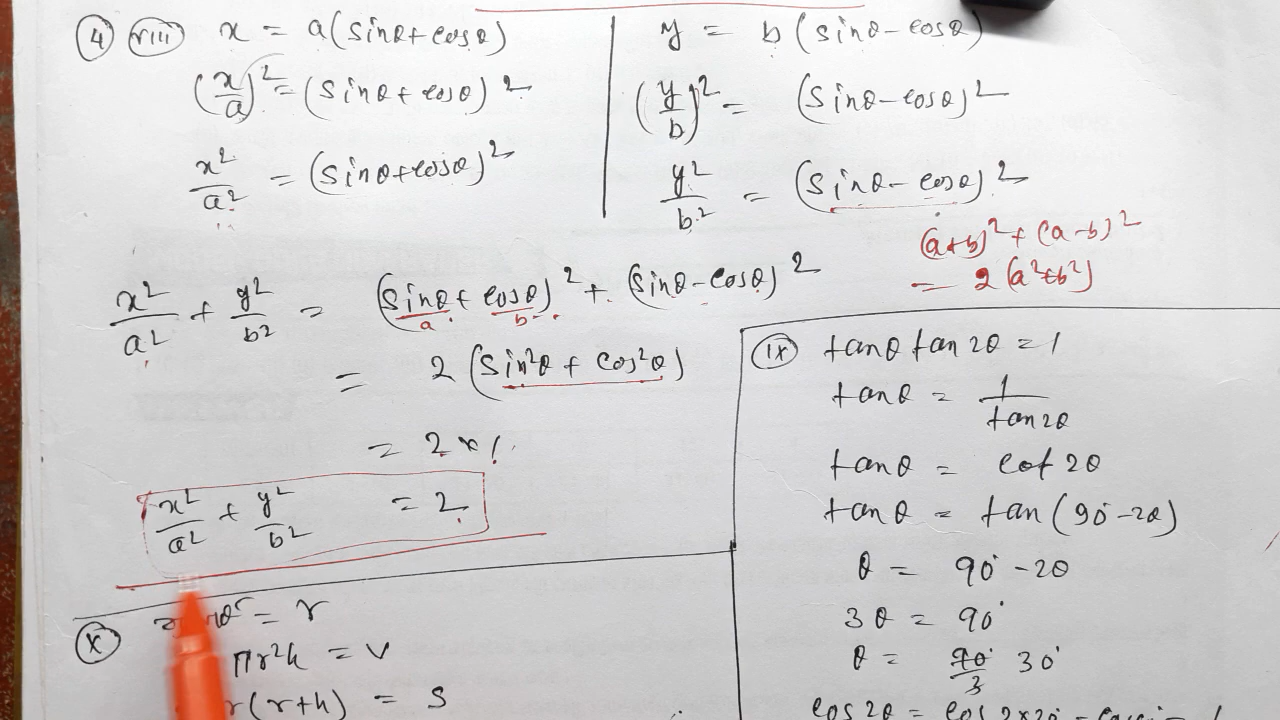 4 viii x = a(sinθ + cosθ)
(x/a)² = (sinθ + cosθ)²
x²/a² = (sinθ + cosθ)²
y = b(sinθ - cosθ)
(y/b)² = (sinθ - cosθ)²
y²/b² = (sinθ - cosθ)²
(a+b)² + (a-b)²
= 2(a²+b²)
x²/a² + y²/b² = (sinθ + cosθ)² + (sinθ - cosθ)²
a b
= 2(sin²θ + cos²θ)
= 2 × 1
x²/a² + y²/b² = 2
ix tanθ tan2θ = 1
tanθ = 1/tan2θ
tanθ = cot2θ
tanθ = tan(90° - 2θ)
θ = 90° - 2θ
3θ = 90°
θ = 90°/3 30°
cos2θ = cos
x = r
πr²h = v
r(r+h) = S